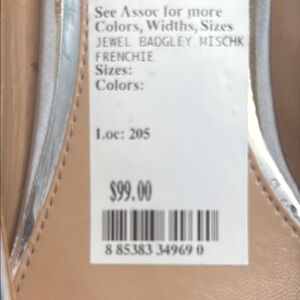 See Assoc for more
Colors, Widths, Sizes
JEWEL BADGLEY MISCHK
FRENCHIE
Sizes:
Colors:
Loc: 205
$99.00
8 85383 34969 0